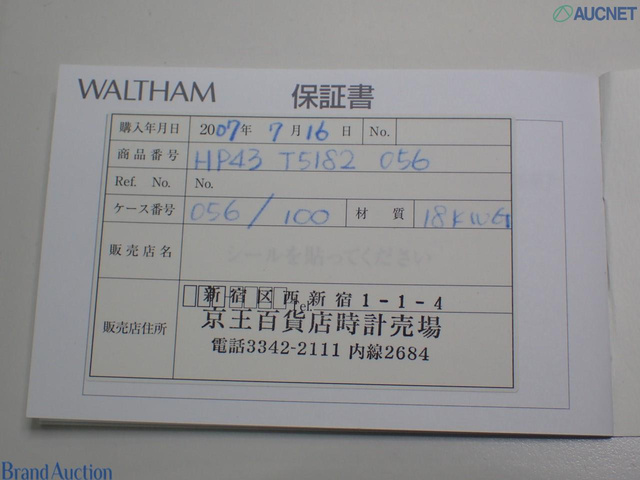 AUCNET
WALTHAM 保証書
購入年月日 2007年 7月16日 No.
商品番号 HP43 T5182 056
Ref. No. No.
ケース番号 056/100 材質 18KWG
販売店名 シールを貼ってください
新宿区西新宿1-1-4
Tel.
販売店住所 京王百貨店時計売場
電話3342-2111 内線2684
Brand Auction